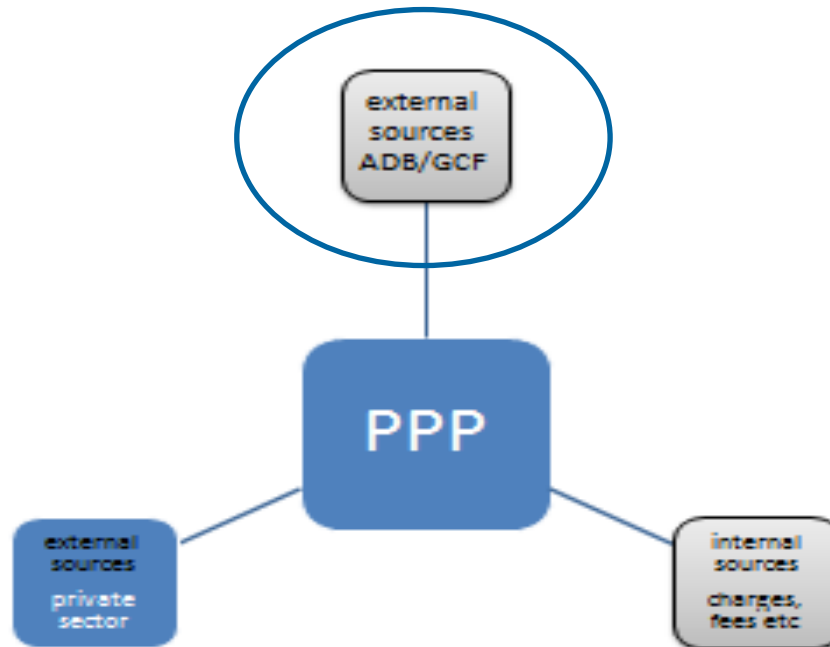 external
sources
ADB/GCF
PPP
external
sources
private
sector
internal
sources
charges,
fees etc